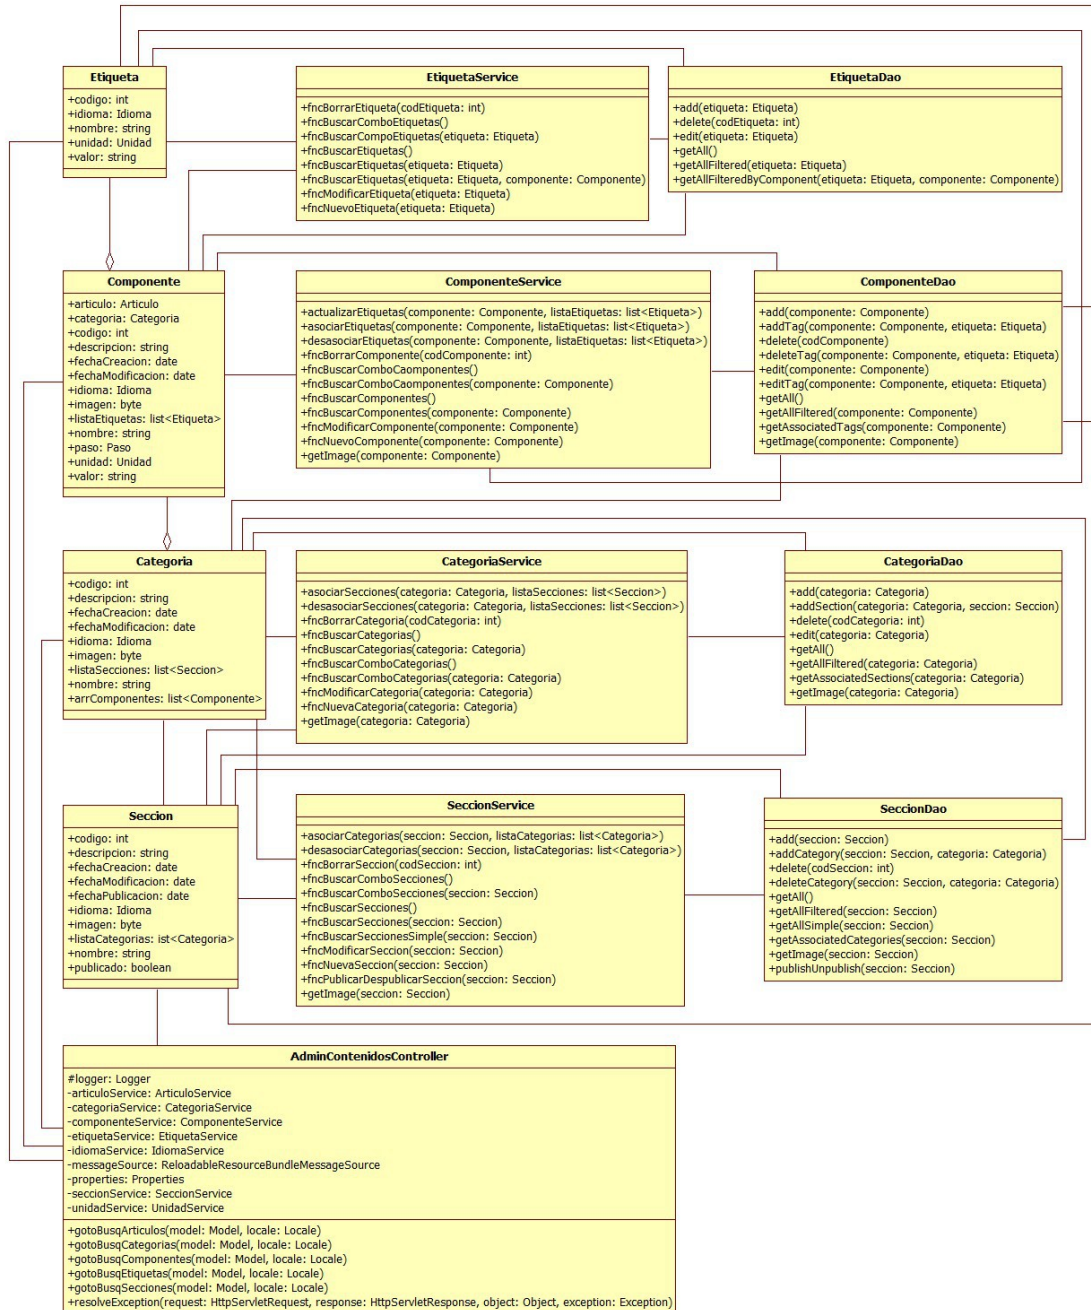 Etiqueta
+codigo: int
+idioma: Idioma
+nombre: string
+unidad: Unidad
+valor: string
EtiquetaService
+fncBorrarEtiqueta(codEtiqueta: int)
+fncBuscarComboEtiquetas()
+fncBuscarCompoEtiquetas(etiqueta: Etiqueta)
+fncBuscarEtiquetas()
+fncBuscarEtiquetas(etiqueta: Etiqueta)
+fncBuscarEtiquetas(etiqueta: Etiqueta, componente: Componente)
+fncModificarEtiqueta(etiqueta: Etiqueta)
+fncNuevoEtiqueta(etiqueta: Etiqueta)
EtiquetaDao
+add(etiqueta: Etiqueta)
+delete(codEtiqueta: int)
+edit(etiqueta: Etiqueta)
+getAll()
+getAllFiltered(etiqueta: Etiqueta)
+getAllFilteredByComponent(etiqueta: Etiqueta, componente: Componente)
Componente
+articulo: Articulo
+categoria: Categoria
+codigo: int
+descripcion: string
+fechaCreacion: date
+fechaModificacion: date
+idioma: Idioma
+imagen: byte
+listaEtiquetas: list<Etiqueta>
+nombre: string
+paso: Paso
+unidad: Unidad
+valor: string
ComponenteService
+actualizarEtiquetas(componente: Componente, listaEtiquetas: list<Etiqueta>)
+asociarEtiquetas(componente: Componente, listaEtiquetas: list<Etiqueta>)
+desasociarEtiquetas(componente: Componente, listaEtiquetas: list<Etiqueta>)
+fncBorrarComponente(codComponente: int)
+fncBuscarComboCaomponentes()
+fncBuscarComboCaomponentes(componente: Componente)
+fncBuscarComponentes()
+fncBuscarComponentes(componente: Componente)
+fncModificarComponente(componente: Componente)
+fncNuevoComponente(componente: Componente)
+getImage(componente: Componente)
ComponenteDao
+add(componente: Componente)
+addTag(componente: Componente, etiqueta: Etiqueta)
+delete(codComponente)
+deleteTag(componente: Componente, etiqueta: Etiqueta)
+edit(componente: Componente)
+editTag(componente: Componente, etiqueta: Etiqueta)
+getAll()
+getAllFiltered(componente: Componente)
+getAssociatedTags(componente: Componente)
+getImage(componente: Componente)
Categoria
+codigo: int
+descripcion: string
+fechaCreacion: date
+fechaModificacion: date
+idioma: Idioma
+imagen: byte
+listaSecciones: list<Seccion>
+nombre: string
+arrComponentes: list<Componente>
CategoriaService
+asociarSecciones(categoria: Categoria, listaSecciones: list<Seccion>)
+desasociarSecciones(categoria: Categoria, listaSecciones: list<Seccion>)
+fncBorrarCategoria(codCategoria: int)
+fncBuscarCategorias()
+fncBuscarCategorias(categoria: Categoria)
+fncBuscarComboCategorias()
+fncBuscarComboCategorias(categoria: Categoria)
+fncModificarCategoria(categoria: Categoria)
+fncNuevaCategoria(categoria: Categoria)
+getImage(categoria: Categoria)
CategoriaDao
+add(categoria: Categoria)
+addSection(categoria: Categoria, seccion: Seccion)
+delete(codCategoria: int)
+edit(categoria: Categoria)
+getAll()
+getAllFiltered(categoria: Categoria)
+getAssociatedSections(categoria: Categoria)
+getImage(categoria: Categoria)
Seccion
+codigo: int
+descripcion: string
+fechaCreacion: date
+fechaModificacion: date
+fechaPublicacion: date
+idioma: Idioma
+imagen: byte
+listaCategorias: ist<Categoria>
+nombre: string
+publicado: boolean
SeccionService
+asociarCategorias(seccion: Seccion, listaCategorias: list<Categoria>)
+desasociarCategorias(seccion: Seccion, listaCategorias: list<Categoria>)
+fncBorrarSeccion(codSeccion: int)
+fncBuscarComboSecciones()
+fncBuscarComboSecciones(seccion: Seccion)
+fncBuscarSecciones()
+fncBuscarSecciones(seccion: Seccion)
+fncBuscarSeccionesSimple(seccion: Seccion)
+fncModificarSeccion(seccion: Seccion)
+fncNuevaSeccion(seccion: Seccion)
+fncPublicarDespublicarSeccion(seccion: Seccion)
+getImage(seccion: Seccion)
SeccionDao
+add(seccion: Seccion)
+addCategory(seccion: Seccion, categoria: Categoria)
+delete(codSeccion: int)
+deleteCategory(seccion: Seccion, categoria: Categoria)
+getAll()
+getAllFiltered(seccion: Seccion)
+getAllSimple(seccion: Seccion)
+getAssociatedCategories(seccion: Seccion)
+getImage(seccion: Seccion)
+publishUnpublish(seccion: Seccion)
AdminContenidosController
#logger: Logger
-articuloService: ArticuloService
-categoriaService: CategoriaService
-componenteService: ComponenteService
-etiquetaService: EtiquetaService
-idiomaService: IdiomaService
-messageSource: ReloadableResourceBundleMessageSource
-properties: Properties
-seccionService: SeccionService
-unidadService: UnidadService
+gotoBusqArticulos(model: Model, locale: Locale)
+gotoBusqCategorias(model: Model, locale: Locale)
+gotoBusqComponentes(model: Model, locale: Locale)
+gotoBusqEtiquetas(model: Model, locale: Locale)
+gotoBusqSecciones(model: Model, locale: Locale)
+resolveException(request: HttpServletRequest, response: HttpServletResponse, object: Object, exception: Exception)